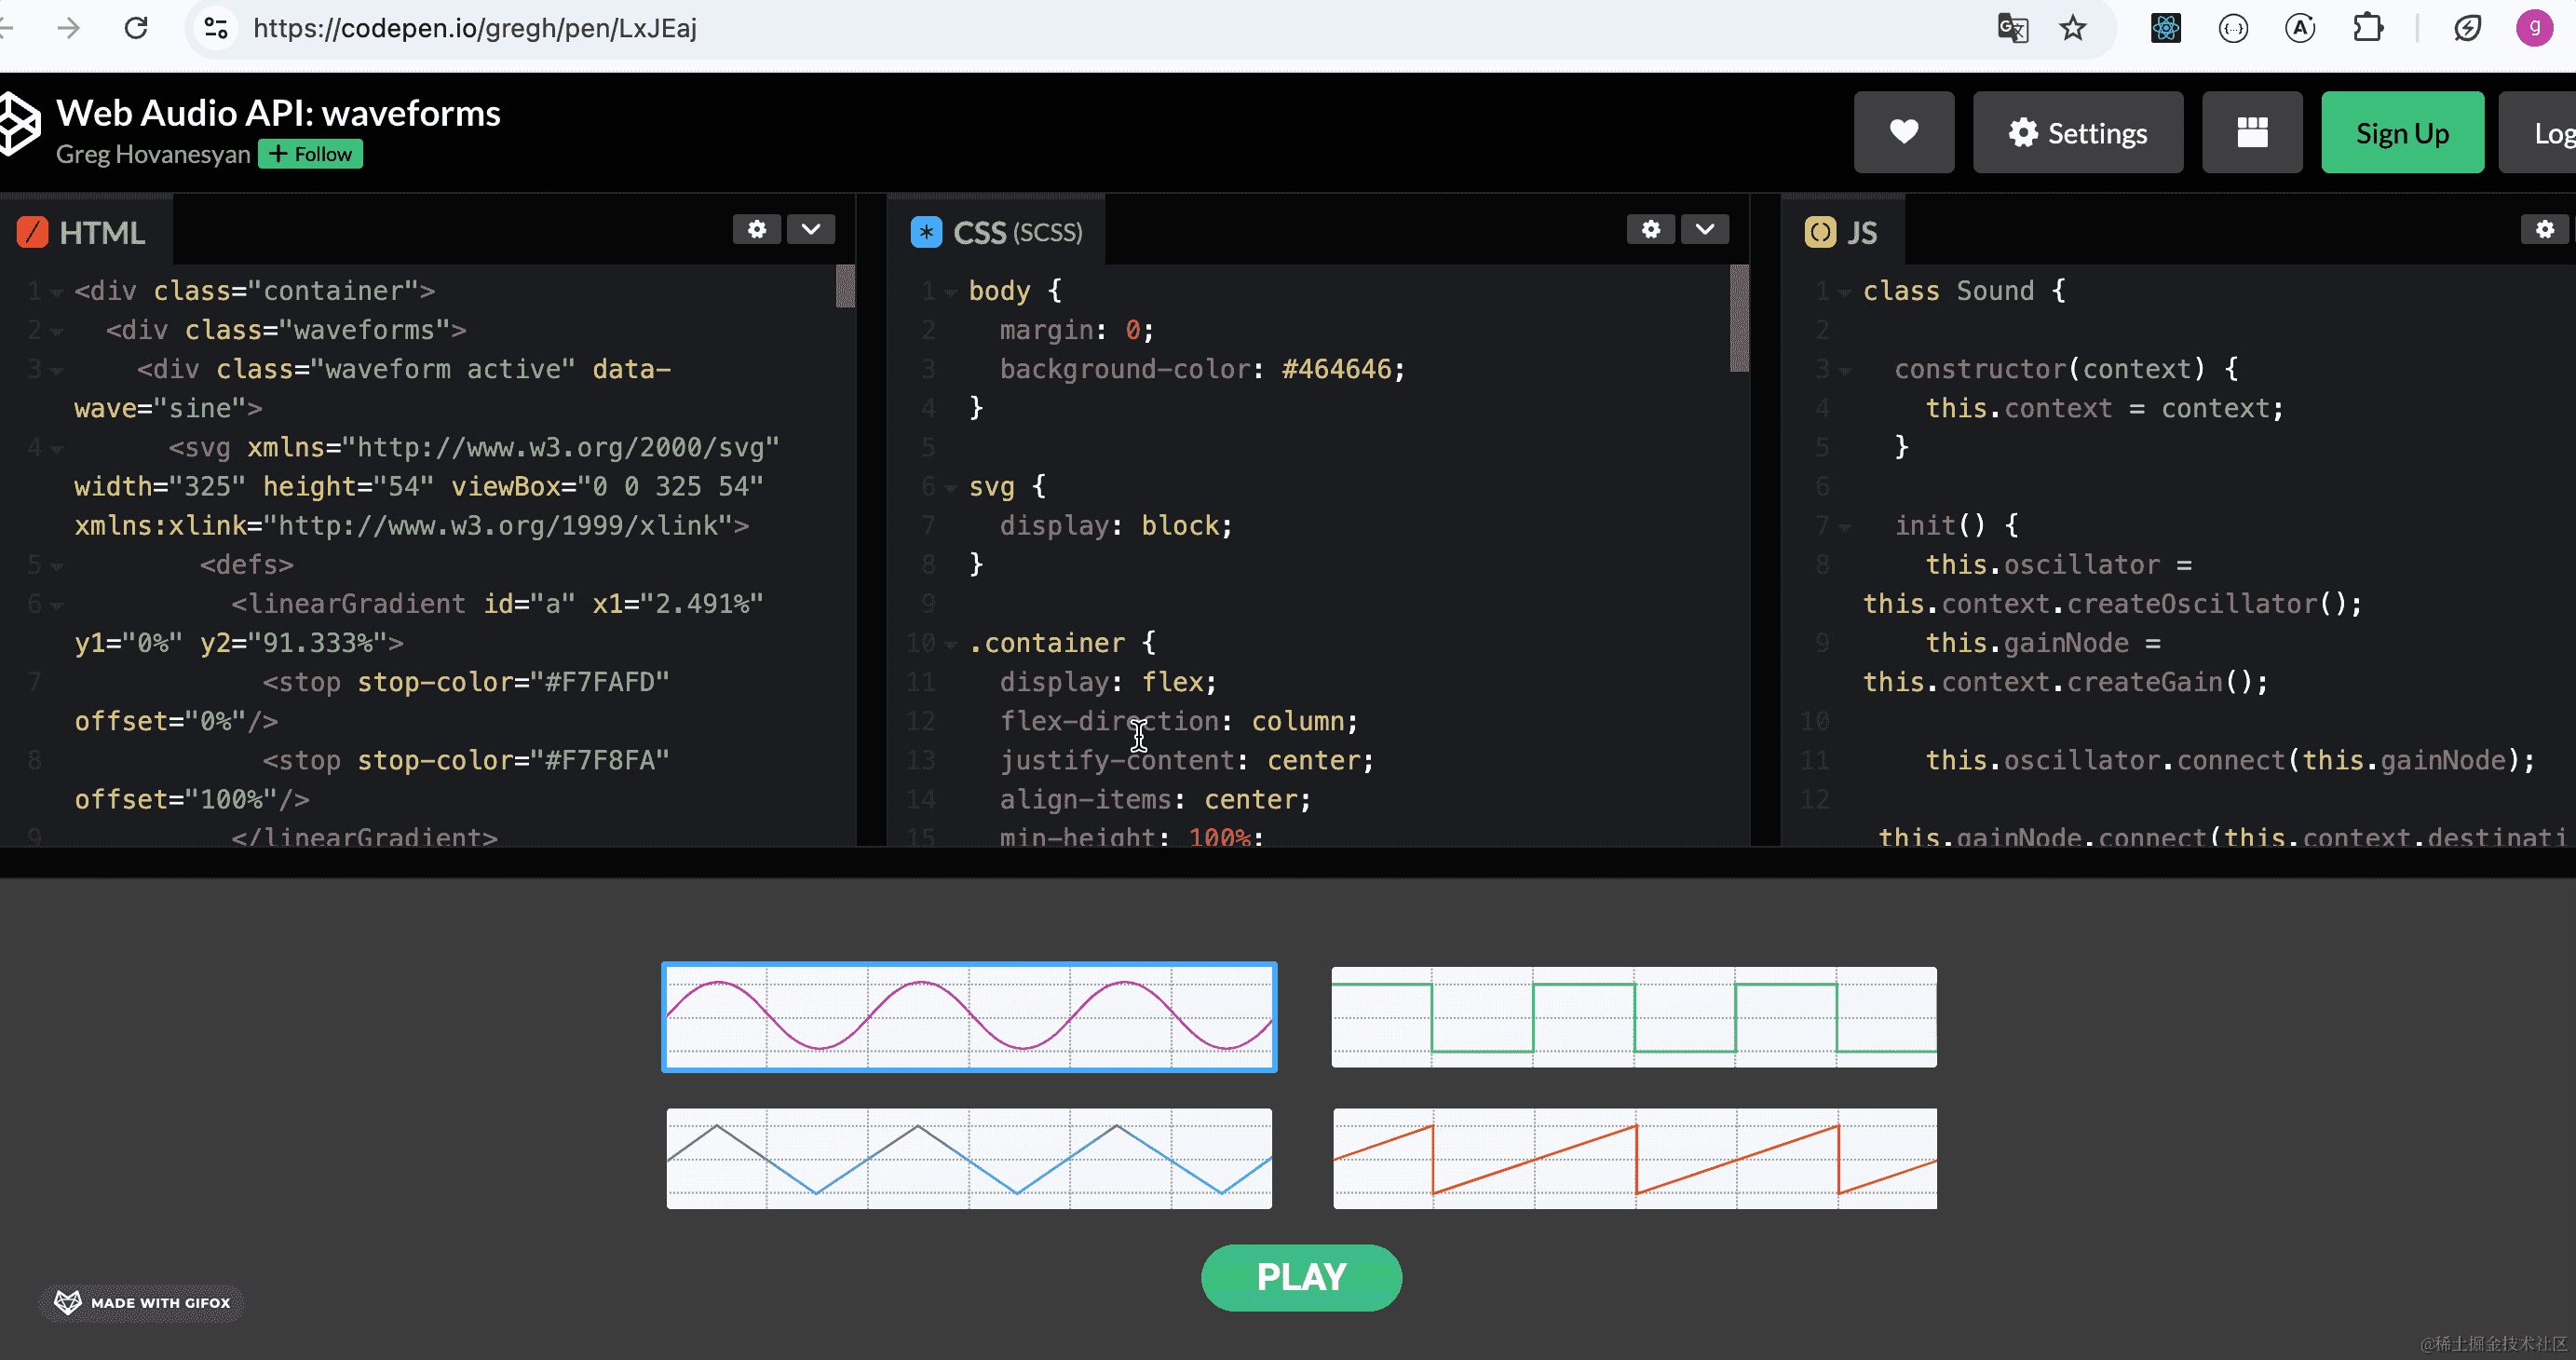 https://codepen.io/gregh/pen/LxJEaj
g
Web Audio API: waveforms
Greg Hovanesyan + Follow
Settings
Sign Up
Log
HTML
1 <div class="container">
2 <div class="waveforms">
3 <div class="waveform active" data-
wave="sine">
4 <svg xmlns="http://www.w3.org/2000/svg"
width="325" height="54" viewBox="0 0 325 54"
xmlns:xlink="http://www.w3.org/1999/xlink">
5 <defs>
6 <linearGradient id="a" x1="2.491%"
y1="0%" y2="91.333%">
7 <stop stop-color="#F7FAFD"
offset="0%"/>
8 <stop stop-color="#F7F8FA"
offset="100%"/>
9 </linearGradient>
CSS (SCSS)
1 body {
2 margin: 0;
3 background-color: #464646;
4 }
5
6 svg {
7 display: block;
8 }
9
10 .container {
11 display: flex;
12 flex-direction: column;
13 justify-content: center;
14 align-items: center;
15 min-height: 100%;
JS
1 class Sound {
2
3 constructor(context) {
4 this.context = context;
5 }
6
7 init() {
8 this.oscillator =
this.context.createOscillator();
9 this.gainNode =
this.context.createGain();
10
11 this.oscillator.connect(this.gainNode);
12
this.gainNode.connect(this.context.destinati
PLAY
MADE WITH GIFOX
@稀土掘金技术社区